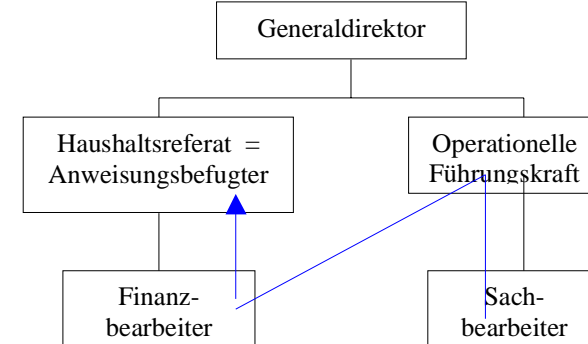 Generaldirektor
Haushaltsreferat =
Anweisungsbefugter
Operationelle
Führungskraft
Finanz-
bearbeiter
Sach-
bearbeiter